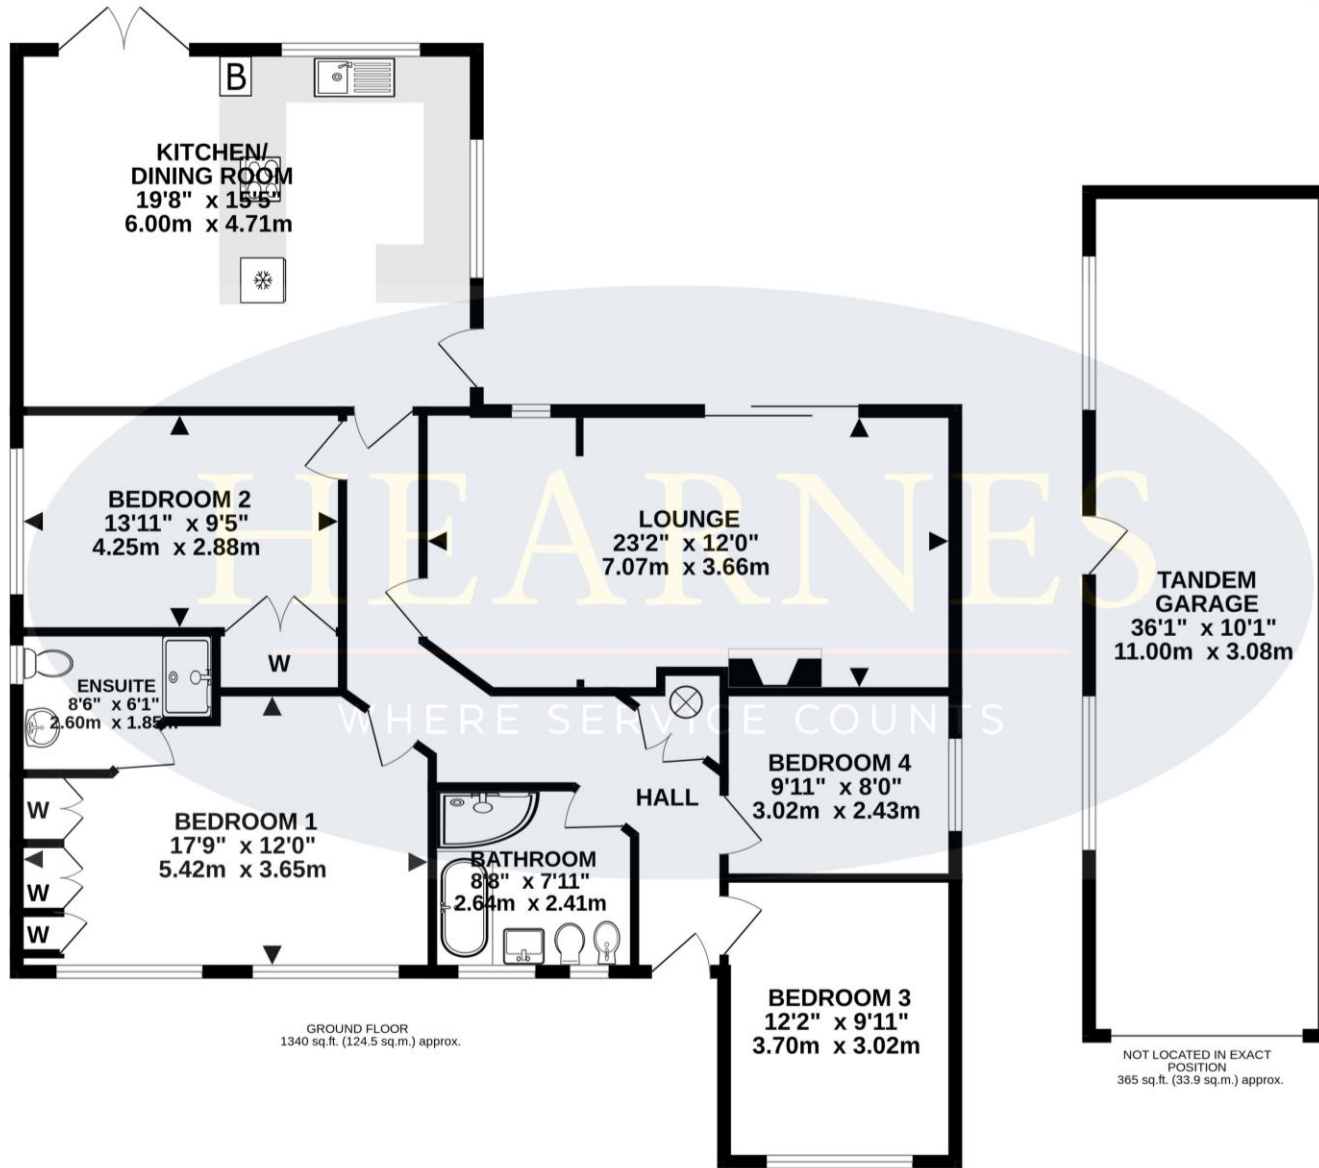 B
KITCHEN/
DINING ROOM
19'8" x 15'5"
6.00m x 4.71m
BEDROOM 2
13'11" x 9'5"
4.25m x 2.88m
LOUNGE
23'2" x 12'0"
7.07m x 3.66m
TANDEM
GARAGE
36'1" x 10'1"
11.00m x 3.08m
HEARNES
WHERE SERVICE COUNTS
W
ENSUITE
8'6" x 6'1"
2.60m x 1.85m
BEDROOM 4
9'11" x 8'0"
3.02m x 2.43m
HALL
W
W
W
BEDROOM 1
17'9" x 12'0"
5.42m x 3.65m
BATHROOM
8'8" x 7'11"
2.64m x 2.41m
BEDROOM 3
12'2" x 9'11"
3.70m x 3.02m
GROUND FLOOR
1340 sq.ft. (124.5 sq.m.) approx.
NOT LOCATED IN EXACT
POSITION
365 sq.ft. (33.9 sq.m.) approx.